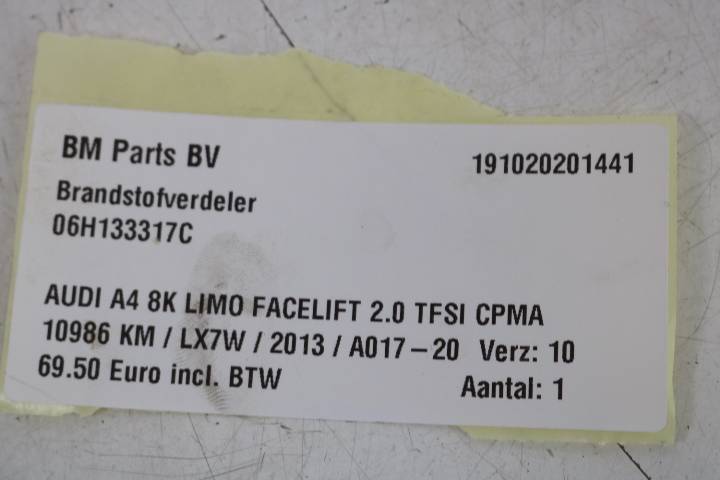 BM Parts BV 191020201441
Brandstofverdeler
06H133317C
AUDI A4 8K LIMO FACELIFT 2.0 TFSI CPMA
10986 KM / LX7W / 2013 / A017-20 Verz: 10
69.50 Euro incl. BTW Aantal: 1